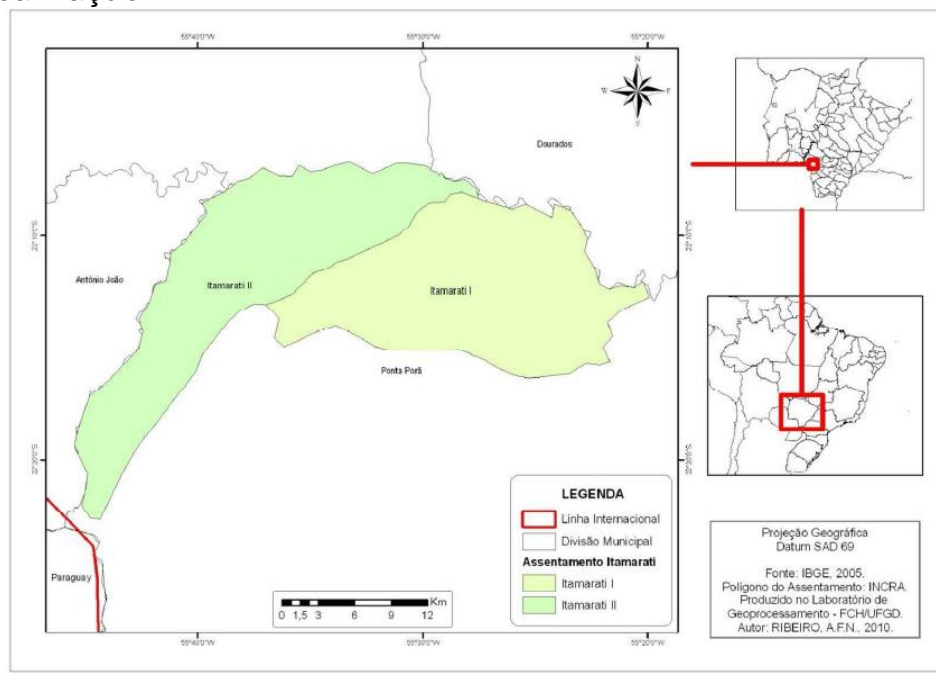 55°40'0"W 55°30'0"W 55°20'0"W
N
W E
S
Dourados
22°10'0"S 22°10'0"S
Antônio João
Itamarati II
Itamarati I
Ponta Porã
22°20'0"S 22°20'0"S
Paraguay
LEGENDA
Linha Internacional
Divisão Municipal
Assentamento Itamarati
Itamarati I
Itamarati II
Km
0 1,5 3 6 9 12
55°40'0"W 55°30'0"W 55°20'0"W
Projeção Geográfica
Datum SAD 69
Fonte: IBGE, 2005.
Polígono do Assentamento: INCRA.
Produzido no Laboratório de
Geoprocessamento - FCH/UFGD.
Autor: RIBEIRO, A.F.N., 2010.